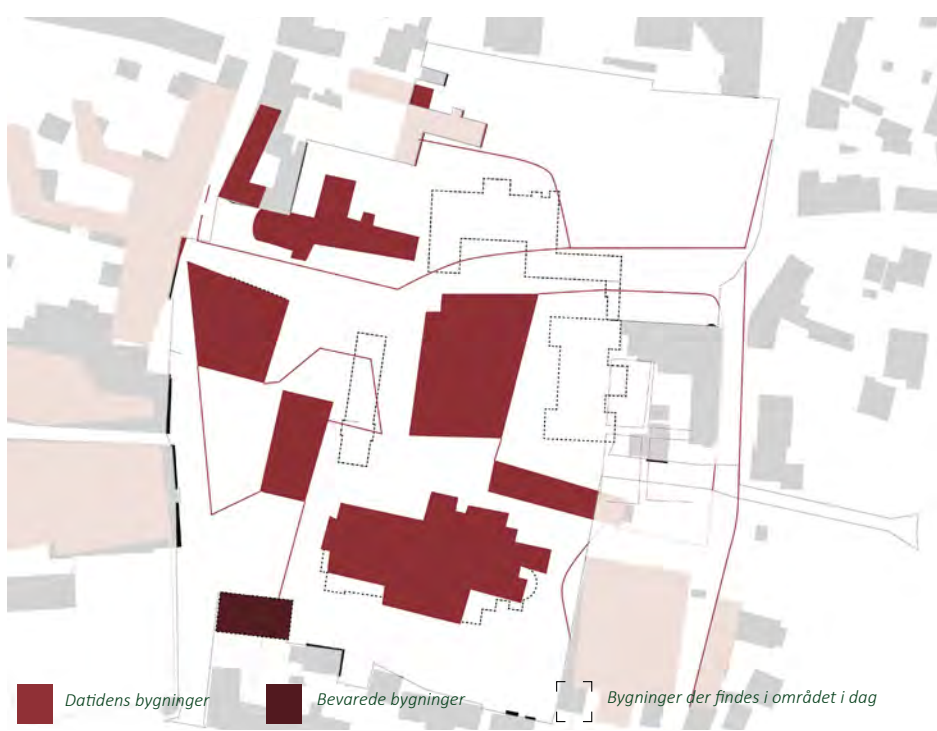 Datidens bygninger
Bevarede bygninger
Bygninger der findes i området i dag